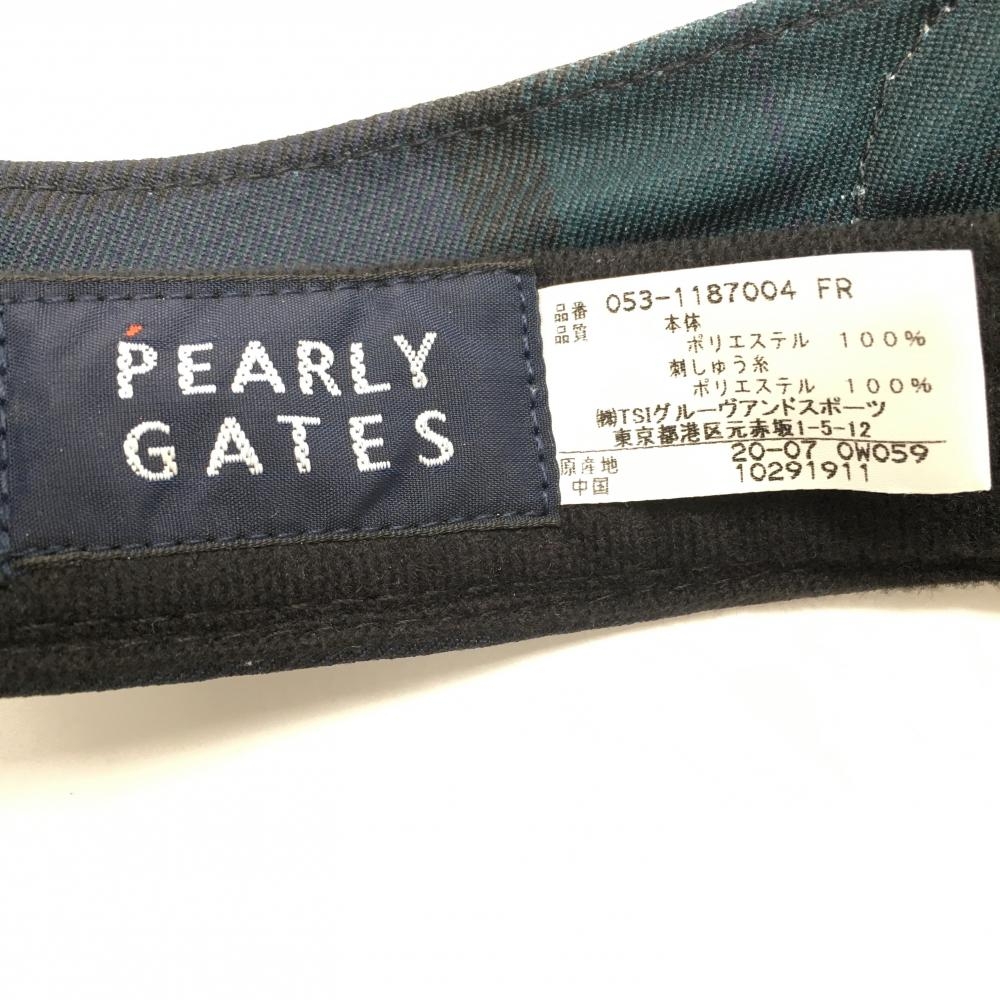 PEARLY
GATES
品番 053-1187004 FR
品質 本体
ポリエステル 100%
刺しゅう糸
ポリエステル 100%
㈱TSIグルーヴアンドスポーツ
東京都港区元赤坂1-5-12
20-07 0W059
原産地 10291911
中国